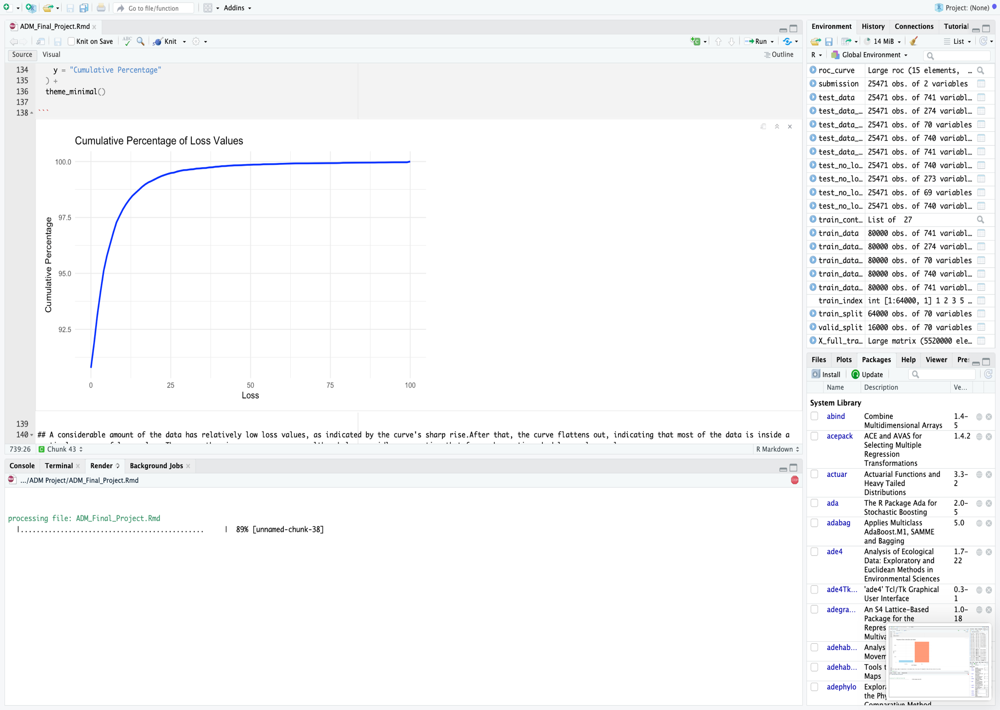 Go to file/function
Addins
Project: (None)
ADM_Final_Project.Rmd
Knit on Save
ABC
Knit
Run
Source
Visual
Outline
134 y = "Cumulative Percentage"
135 ) +
136 theme_minimal()
137
138 ```
Cumulative Percentage of Loss Values
100.0
97.5
95.0
92.5
Cumulative Percentage
0 25 50 75 100
Loss
139
140 ## A considerable amount of the data has relatively low loss values, as indicated by the curve's sharp rise.After that, the curve flattens out, indicating that most of the data is inside a
739:26
C Chunk 43
R Markdown
Console
Terminal
Render
Background Jobs
.../ADM Project/ADM_Final_Project.Rmd
STOP
processing file: ADM_Final_Project.Rmd
|.............................................. | 89% [unnamed-chunk-38]
Environment
History
Connections
Tutorial
14 MiB
List
R
Global Environment
roc_curve Large roc (15 elements, …
submission 25471 obs. of 2 variables
test_data 25471 obs. of 741 variabl…
test_data_… 25471 obs. of 274 variabl…
test_data_… 25471 obs. of 70 variables
test_data_… 25471 obs. of 740 variabl…
test_data_… 25471 obs. of 741 variabl…
test_no_lo… 25471 obs. of 740 variabl…
test_no_lo… 25471 obs. of 273 variabl…
test_no_lo… 25471 obs. of 69 variables
test_no_lo… 25471 obs. of 740 variabl…
train_cont… List of 27
train_data 80000 obs. of 741 variabl…
train_data… 80000 obs. of 274 variabl…
train_data… 80000 obs. of 70 variables
train_data… 80000 obs. of 740 variabl…
train_data… 80000 obs. of 741 variabl…
train_index int [1:64000, 1] 1 2 3 5 …
train_split 64000 obs. of 70 variables
valid_split 16000 obs. of 70 variables
X_full_tra… Large matrix (5520000 ele…
Files
Plots
Packages
Help
Viewer
Pre
Install
Update
Name Description Ve…
System Library
abind Combine 1.4-
Multidimensional Arrays 5
acepack ACE and AVAS for 1.4.2
Selecting Multiple
Regression
Transformations
actuar Actuarial Functions and 3.3-
Heavy Tailed 2
Distributions
ada The R Package Ada for 2.0-
Stochastic Boosting 5
adabag Applies Multiclass 5.0
AdaBoost.M1, SAMME
and Bagging
ade4 Analysis of Ecological 1.7-
Data: Exploratory and 22
Euclidean Methods in
Environmental Sciences
ade4Tk… 'ade4' Tcl/Tk Graphical 0.3-
User Interface 1
adegra… An S4 Lattice-Based 1.0-
Package for the 18
Repres
Multiva
adehab… Analys
Movem
adehab… Tools t
Maps
adephylo Explora
the Phy
Comparative Method